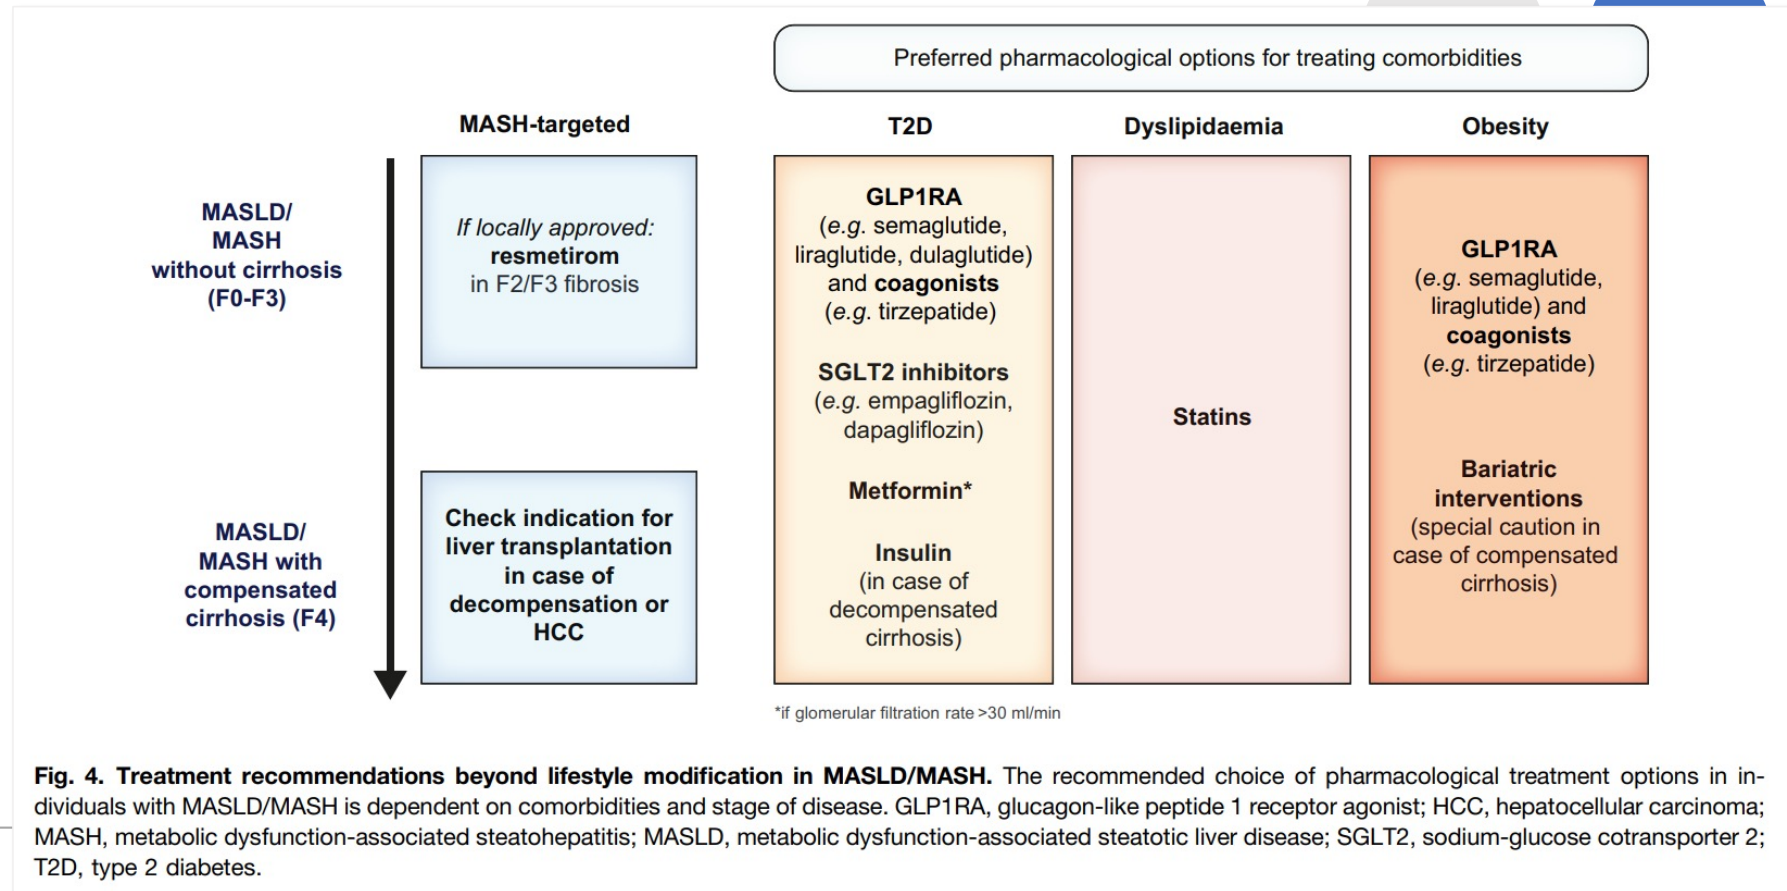 Preferred pharmacological options for treating comorbidities
MASH-targeted
T2D
Dyslipidaemia
Obesity
MASLD/
MASH
without cirrhosis
(F0-F3)
If locally approved:
resmetirom
in F2/F3 fibrosis
MASLD/
MASH with
compensated
cirrhosis (F4)
Check indication for
liver transplantation
in case of
decompensation or
HCC
GLP1RA
(e.g. semaglutide,
liraglutide, dulaglutide)
and coagonists
(e.g. tirzepatide)
SGLT2 inhibitors
(e.g. empagliflozin,
dapagliflozin)
Metformin*
Insulin
(in case of
decompensated
cirrhosis)
Statins
GLP1RA
(e.g. semaglutide,
liraglutide) and
coagonists
(e.g. tirzepatide)
Bariatric
interventions
(special caution in
case of compensated
cirrhosis)
*if glomerular filtration rate >30 ml/min
Fig. 4. Treatment recommendations beyond lifestyle modification in MASLD/MASH. The recommended choice of pharmacological treatment options in in-
dividuals with MASLD/MASH is dependent on comorbidities and stage of disease. GLP1RA, glucagon-like peptide 1 receptor agonist; HCC, hepatocellular carcinoma;
MASH, metabolic dysfunction-associated steatohepatitis; MASLD, metabolic dysfunction-associated steatotic liver disease; SGLT2, sodium-glucose cotransporter 2;
T2D, type 2 diabetes.